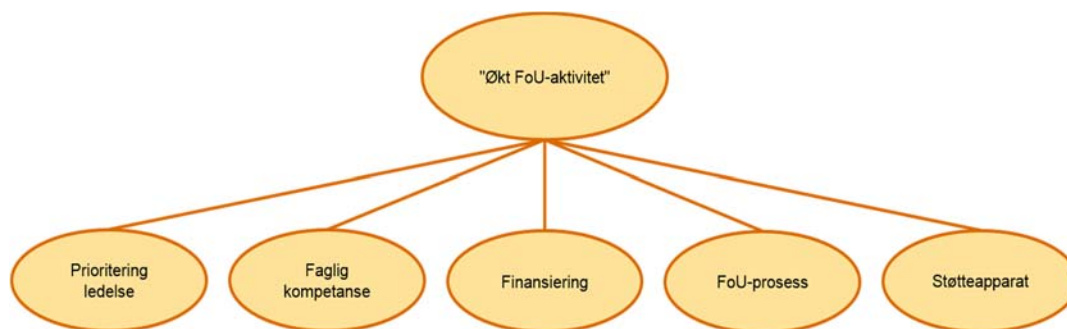 "Økt FoU-aktivitet"
Prioritering
ledelse
Faglig
kompetanse
Finansiering
FoU-prosess
Støtteapparat